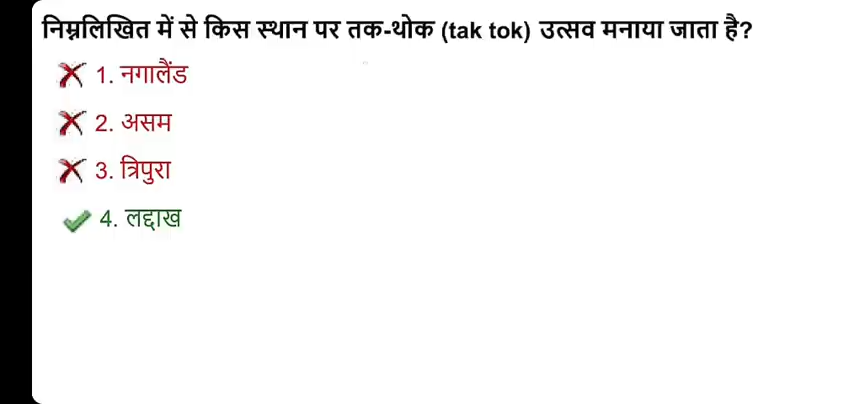 निम्नलिखित में से किस स्थान पर तक-थोक (tak tok) उत्सव मनाया जाता है?
1. नगालैंड
2. असम
3. त्रिपुरा
4. लद्दाख